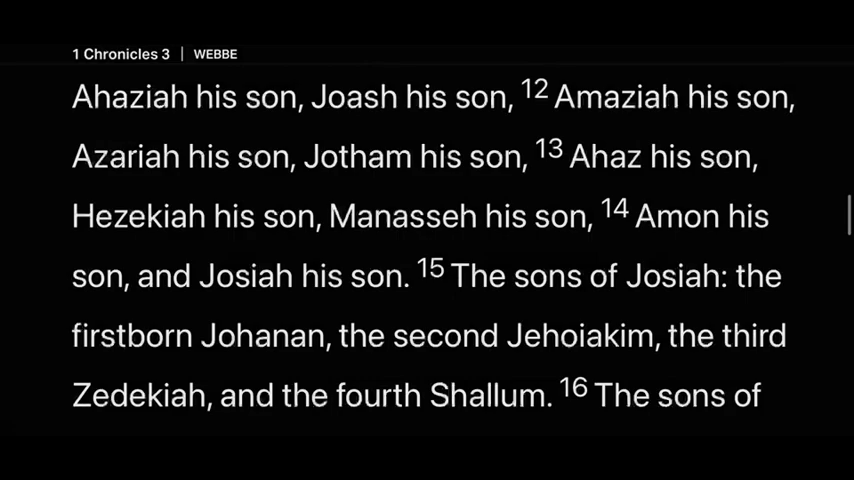 1 Chronicles 3 | WEBBE
Ahaziah his son, Joash his son, 12 Amaziah his son,
Azariah his son, Jotham his son, 13 Ahaz his son,
Hezekiah his son, Manasseh his son, 14 Amon his
son, and Josiah his son. 15 The sons of Josiah: the
firstborn Johanan, the second Jehoiakim, the third
Zedekiah, and the fourth Shallum. 16 The sons of